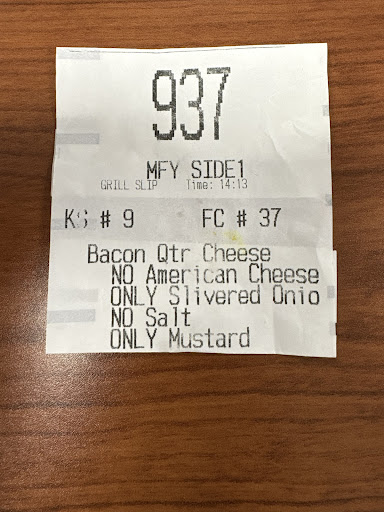 937
MFY SIDE1
GRILL SLIP Time: 14:13
KS # 9 FC # 37
Bacon Qtr Cheese
NO American Cheese
ONLY Slivered Onio
NO Salt
ONLY Mustard